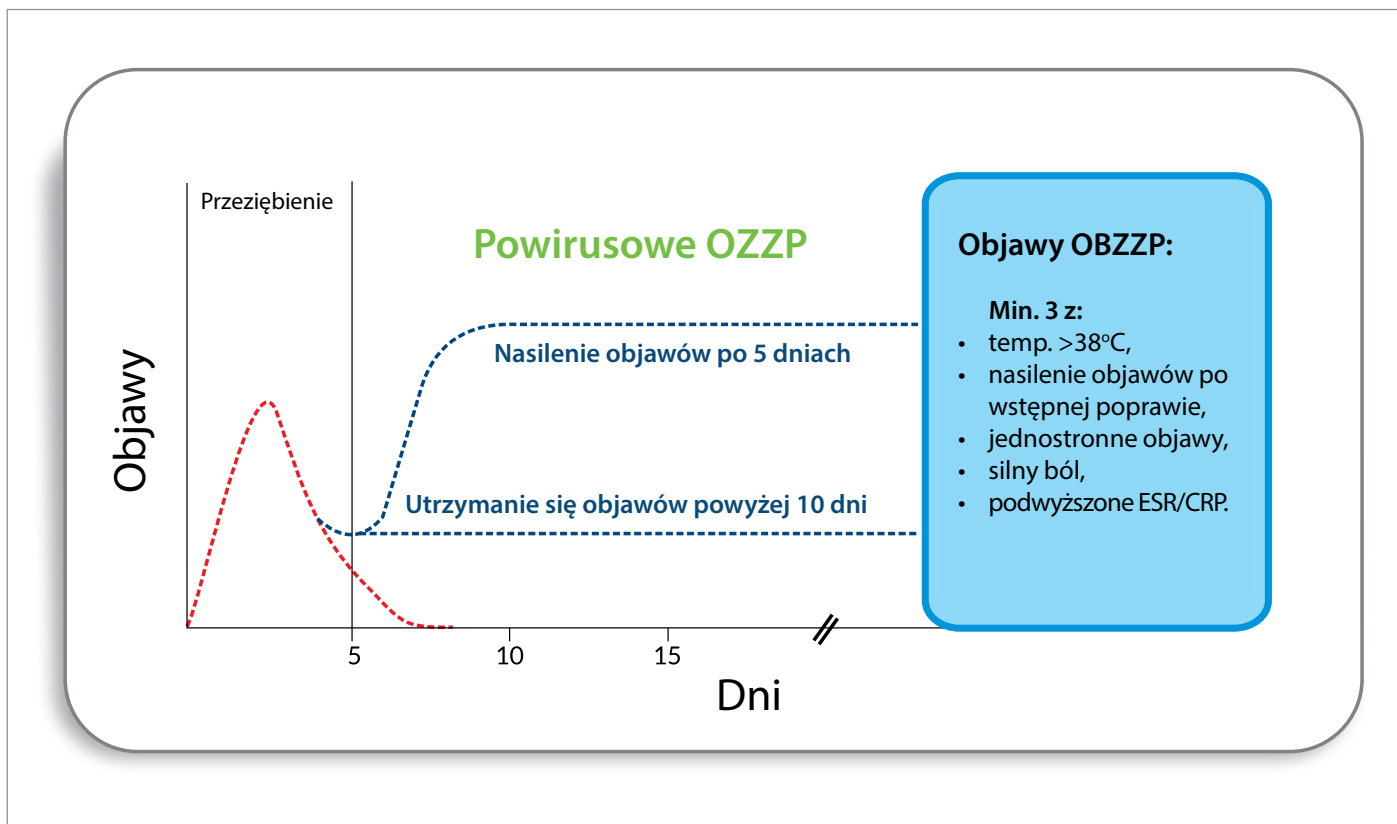 Przeziębienie
Powirusowe OZZP
Nasilenie objawów po 5 dniach
Utrzymanie się objawów powyżej 10 dni
Objawy
5
10
15
Dni
Objawy OBZZP:
Min. 3 z:
• temp. >38°C,
• nasilenie objawów po
wstępnej poprawie,
• jednostronne objawy,
• silny ból,
• podwyższone ESR/CRP.